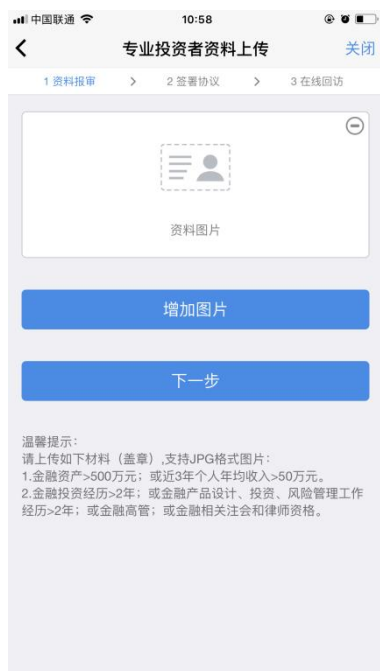 中国联通 10:58
专业投资者资料上传 关闭
1 资料报审 > 2 签署协议 > 3 在线回访
资料图片
增加图片
下一步
温馨提示：
请上传如下材料（盖章）,支持JPG格式图片：
1.金融资产>500万元；或近3年个人年均收入>50万元。
2.金融投资经历>2年；或金融产品设计、投资、风险管理工作
经历>2年；或金融高管；或金融相关注会和律师资格。